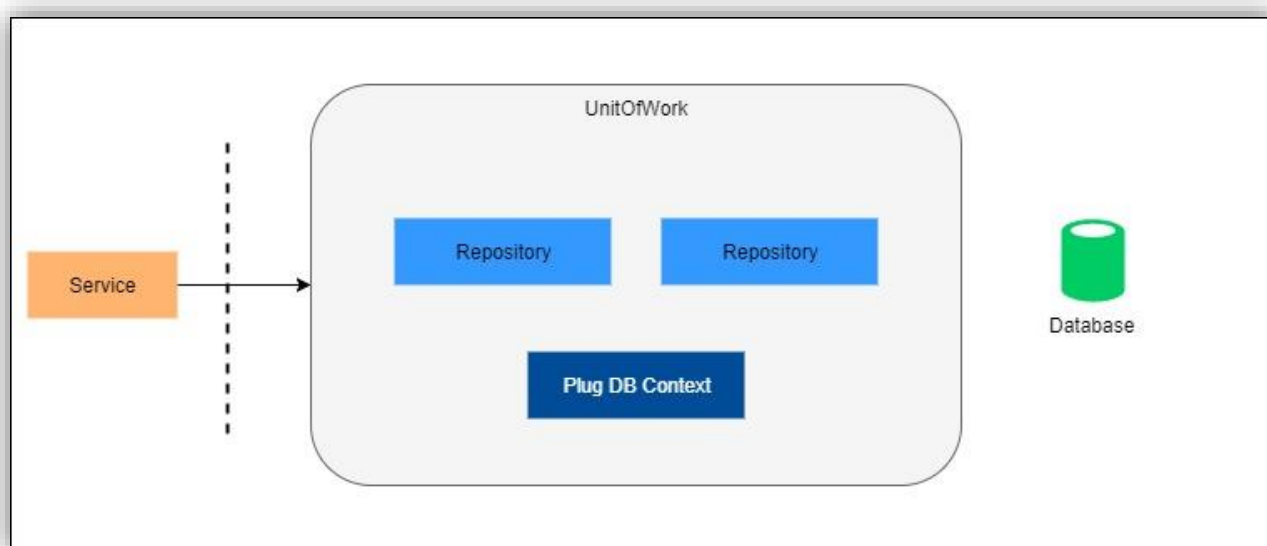 UnitOfWork
Repository
Repository
Service
Database
Plug DB Context